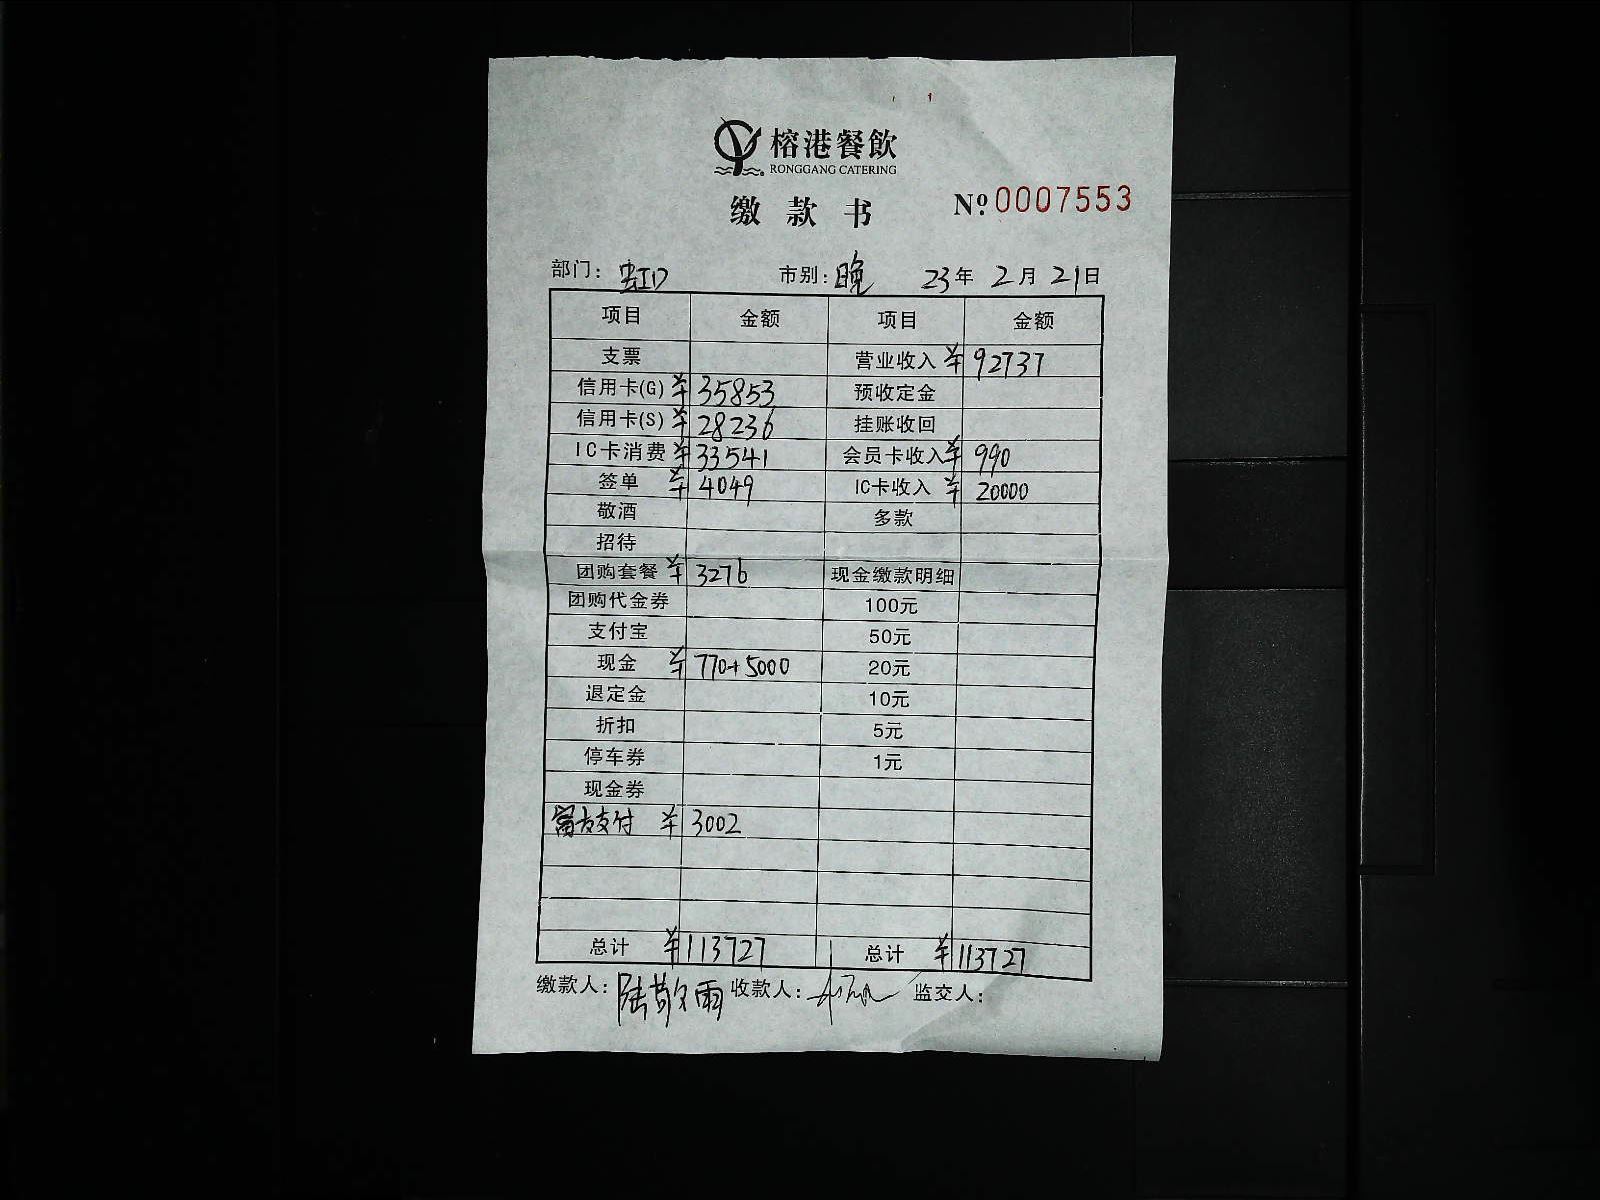 榕港餐飲
RONGGANG CATERING
缴款书
Nº.0007553
部门：虹口 市别：晚 23年2月21日
项目 金额 项目 金额
支票 营业收入 ¥92737
信用卡(G) ¥35853 预收定金
信用卡(S) ¥28236 挂账收回
IC卡消费 ¥33541 会员卡收入 ¥990
签单 ¥4049 IC卡收入 ¥20000
敬酒 多款
招待
团购套餐 ¥3276 现金缴款明细
团购代金券 100元
支付宝 50元
现金 ¥770+5000 20元
退定金 10元
折扣 5元
停车券 1元
现金券
富友支付 ¥3002
总计 ¥113727 总计 ¥113727
缴款人：陆敬雨 收款人： 监交人：